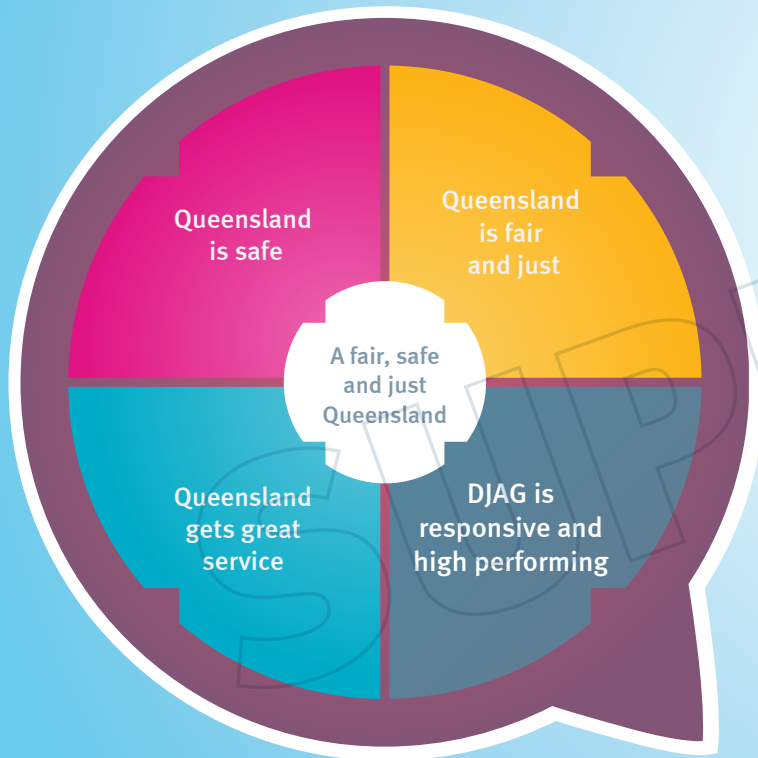 Queensland
is safe
Queensland
is fair
and just
A fair, safe
and just
Queensland
Queensland
gets great
service
DJAG is
responsive and
high performing